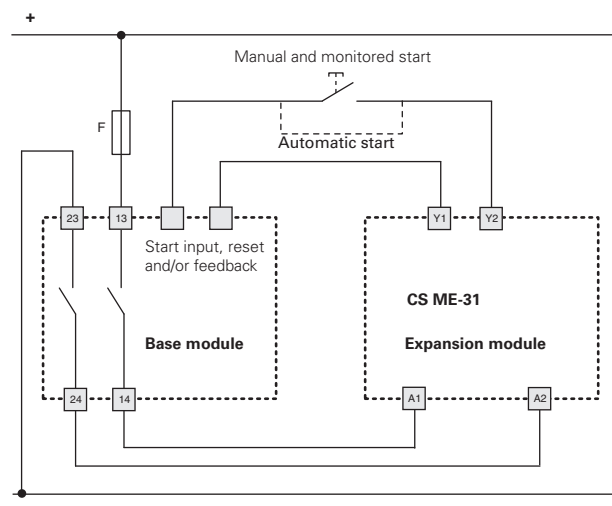 +
Manual and monitored start
F
Automatic start
23
13
Y1
Y2
Start input, reset
and/or feedback
CS ME-31
Base module
Expansion module
24
14
A1
A2